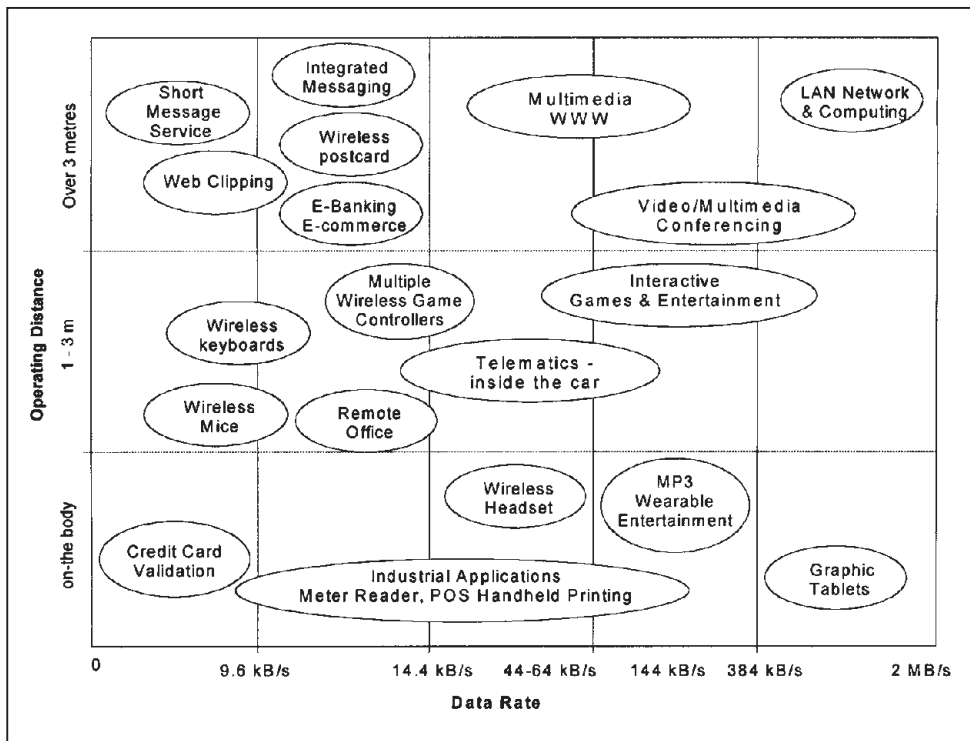 Operating Distance
Over 3 metres
1 - 3 m
on-the body
Short
Message
Service
Integrated
Messaging
Multimedia
WWW
LAN Network
& Computing
Wireless
postcard
Web Clipping
E-Banking
E-commerce
Video/Multimedia
Conferencing
Multiple
Wireless Game
Controllers
Interactive
Games & Entertainment
Wireless
keyboards
Telematics -
inside the car
Wireless
Mice
Remote
Office
Wireless
Headset
MP3
Wearable
Entertainment
Credit Card
Validation
Industrial Applications
Meter Reader, POS Handheld Printing
Graphic
Tablets
0
9.6 kB/s
14.4 kB/s
44-64 kB/s
144 kB/s
384 kB/s
2 MB/s
Data Rate